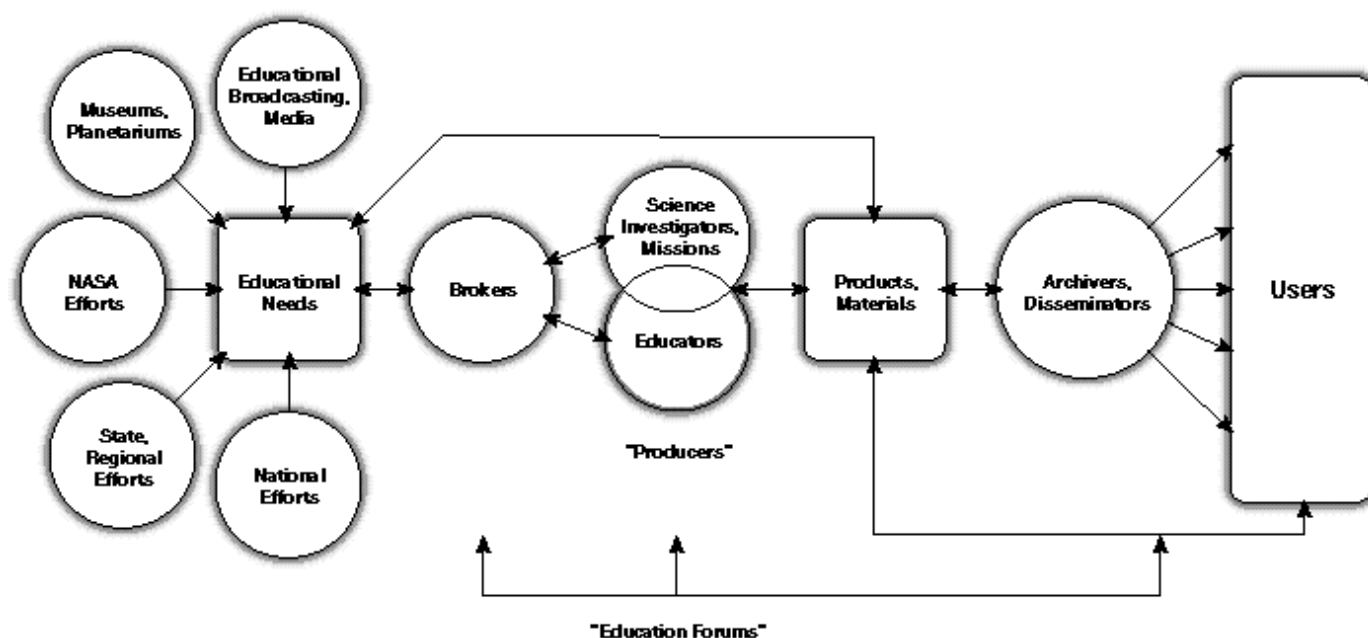 Educational
Broadcasting,
Media
Museums,
Planetariums
NASA
Efforts
State,
Regional
Efforts
National
Efforts
Educational
Needs
Brokers
Science
Investigators,
Missions
Educators
"Producers"
Products,
Materials
Archivers,
Disseminators
Users
"Education Forums"